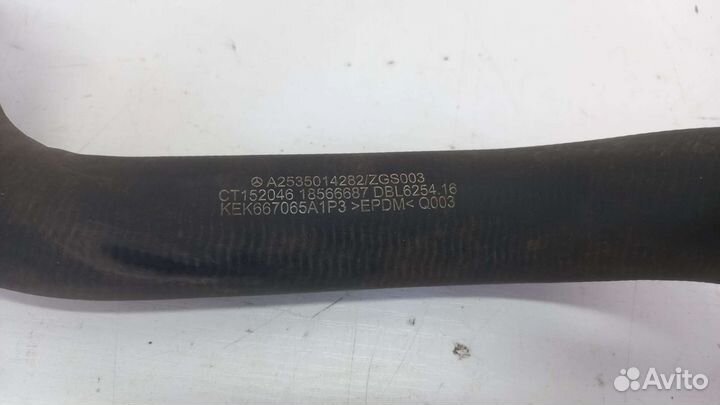 A2535014282/ZGS003
CT152046 18566687 DBL6254.16
KEK667065A1P3 >EPDM< Q003
Avito